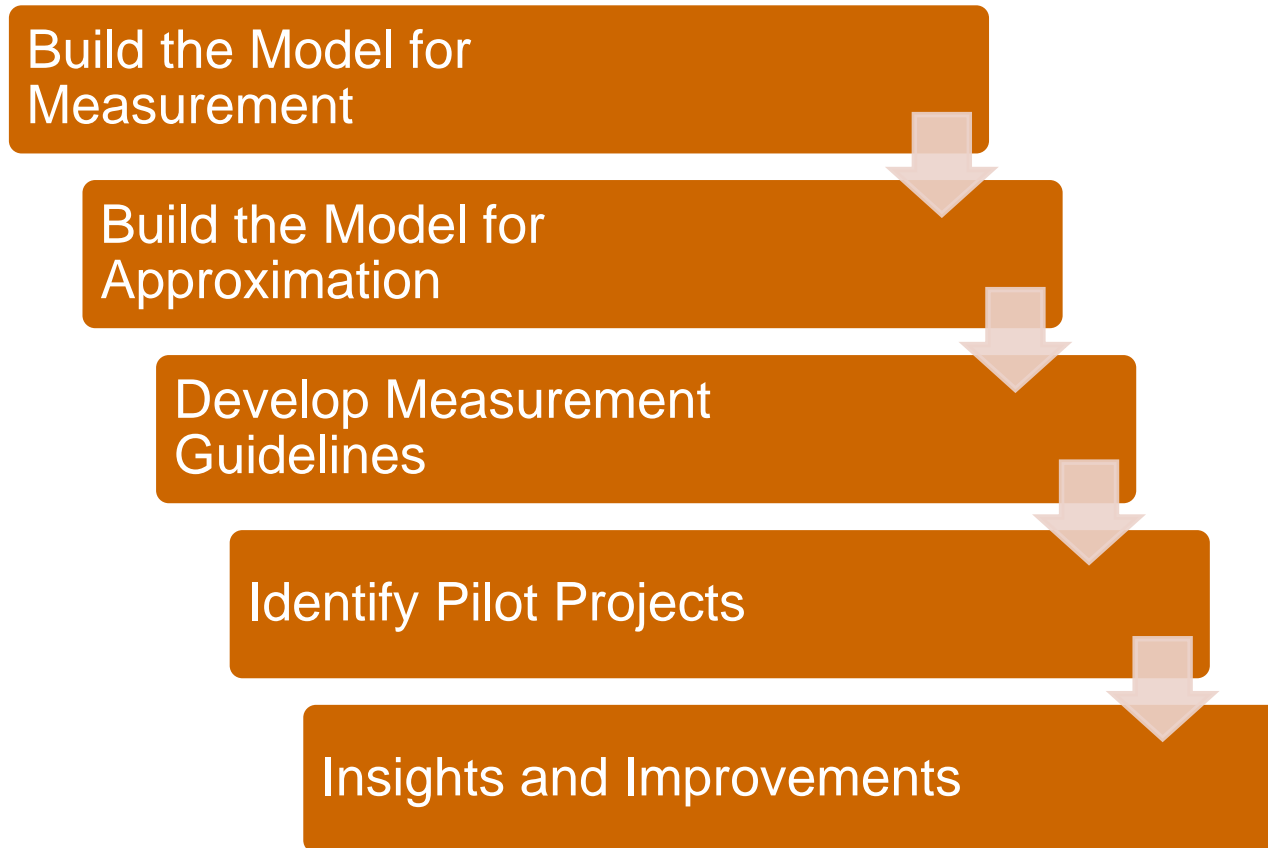 Build the Model for
Measurement
Build the Model for
Approximation
Develop Measurement
Guidelines
Identify Pilot Projects
Insights and Improvements